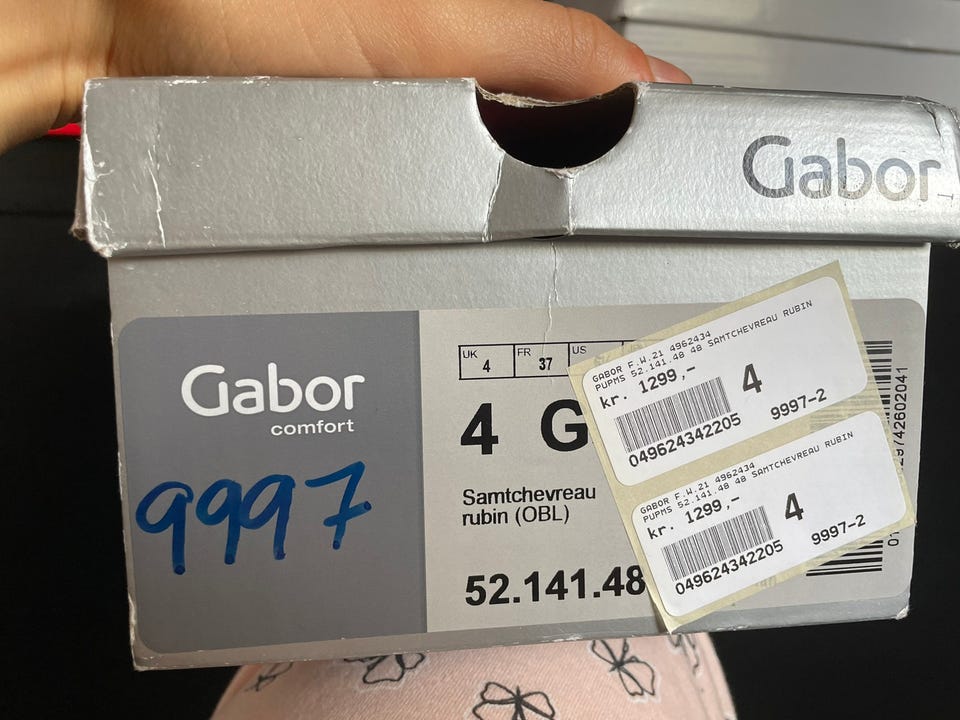 Gabor
Gabor
comfort
9997
UK
4
FR
37
US
4 G
Samtchevreau
rubin (OBL)
52.141.48
GABOR F.W.21 4962434
PUPMS 52.141.48 48 SAMTCHEVREAU RUBIN
kr. 1299,-
4
049624342205
9997-2
GABOR F.W.21 4962434
PUPMS 52.141.48 48 SAMTCHEVREAU RUBIN
kr. 1299,-
4
049624342205
9997-2